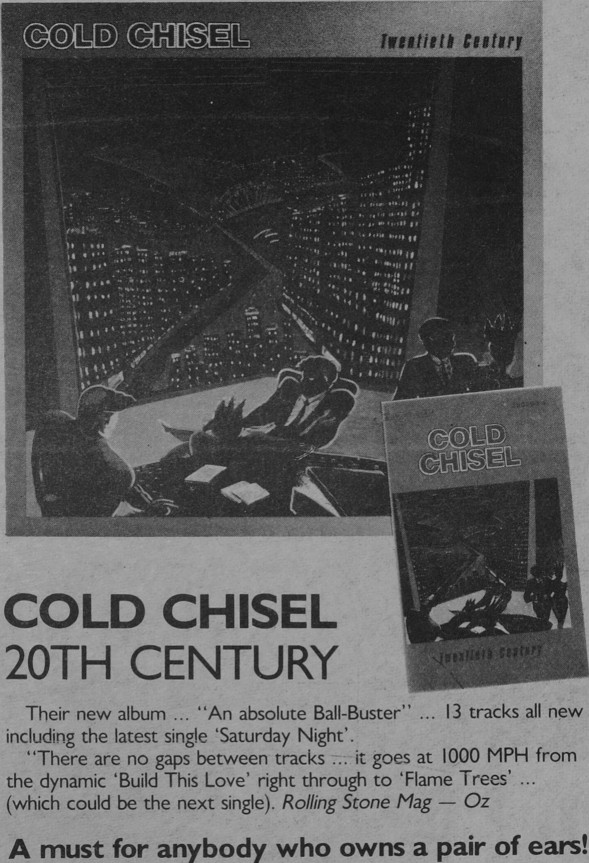 COLD CHISEL
Twentieth Century
COLD
CHISEL
Twentieth Century
COLD CHISEL
20TH CENTURY
Their new album ... “An absolute Ball-Buster” ... 13 tracks all new
including the latest single ‘Saturday Night’.
“There are no gaps between tracks ... it goes at 1000 MPH from
the dynamic ‘Build This Love’ right through to ‘Flame Trees’ ...
(which could be the next single). Rolling Stone Mag — Oz
A must for anybody who owns a pair of ears!